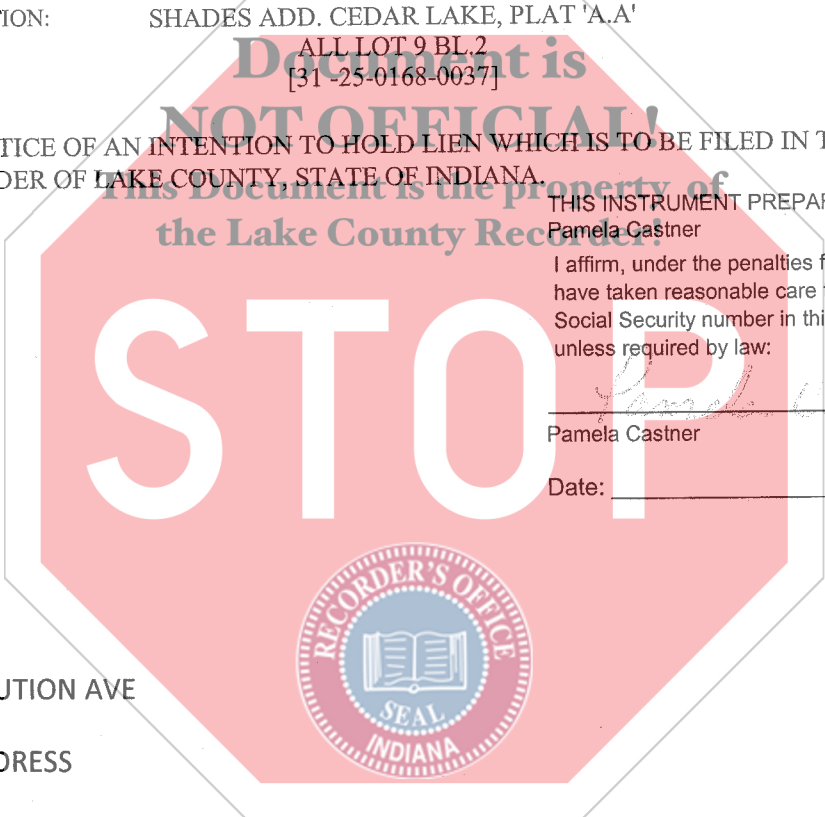 TION: SHADES ADD. CEDAR LAKE, PLAT 'A.A'
ALL LOT 9 BL.2
[31 -25-0168-0037]
Document is
NOT OFFICIAL!
This Document is the property of
the Lake County Recorder!
TICE OF AN INTENTION TO HOLD LIEN WHICH IS TO BE FILED IN T
DER OF LAKE COUNTY, STATE OF INDIANA.
THIS INSTRUMENT PREPAR
Pamela Castner
I affirm, under the penalties f
have taken reasonable care
Social Security number in thi
unless required by law:
Pamela
Pamela Castner
Date:
STOP
RECORDER'S OFFICE
SEAL
INDIANA
UTION AVE
DRESS